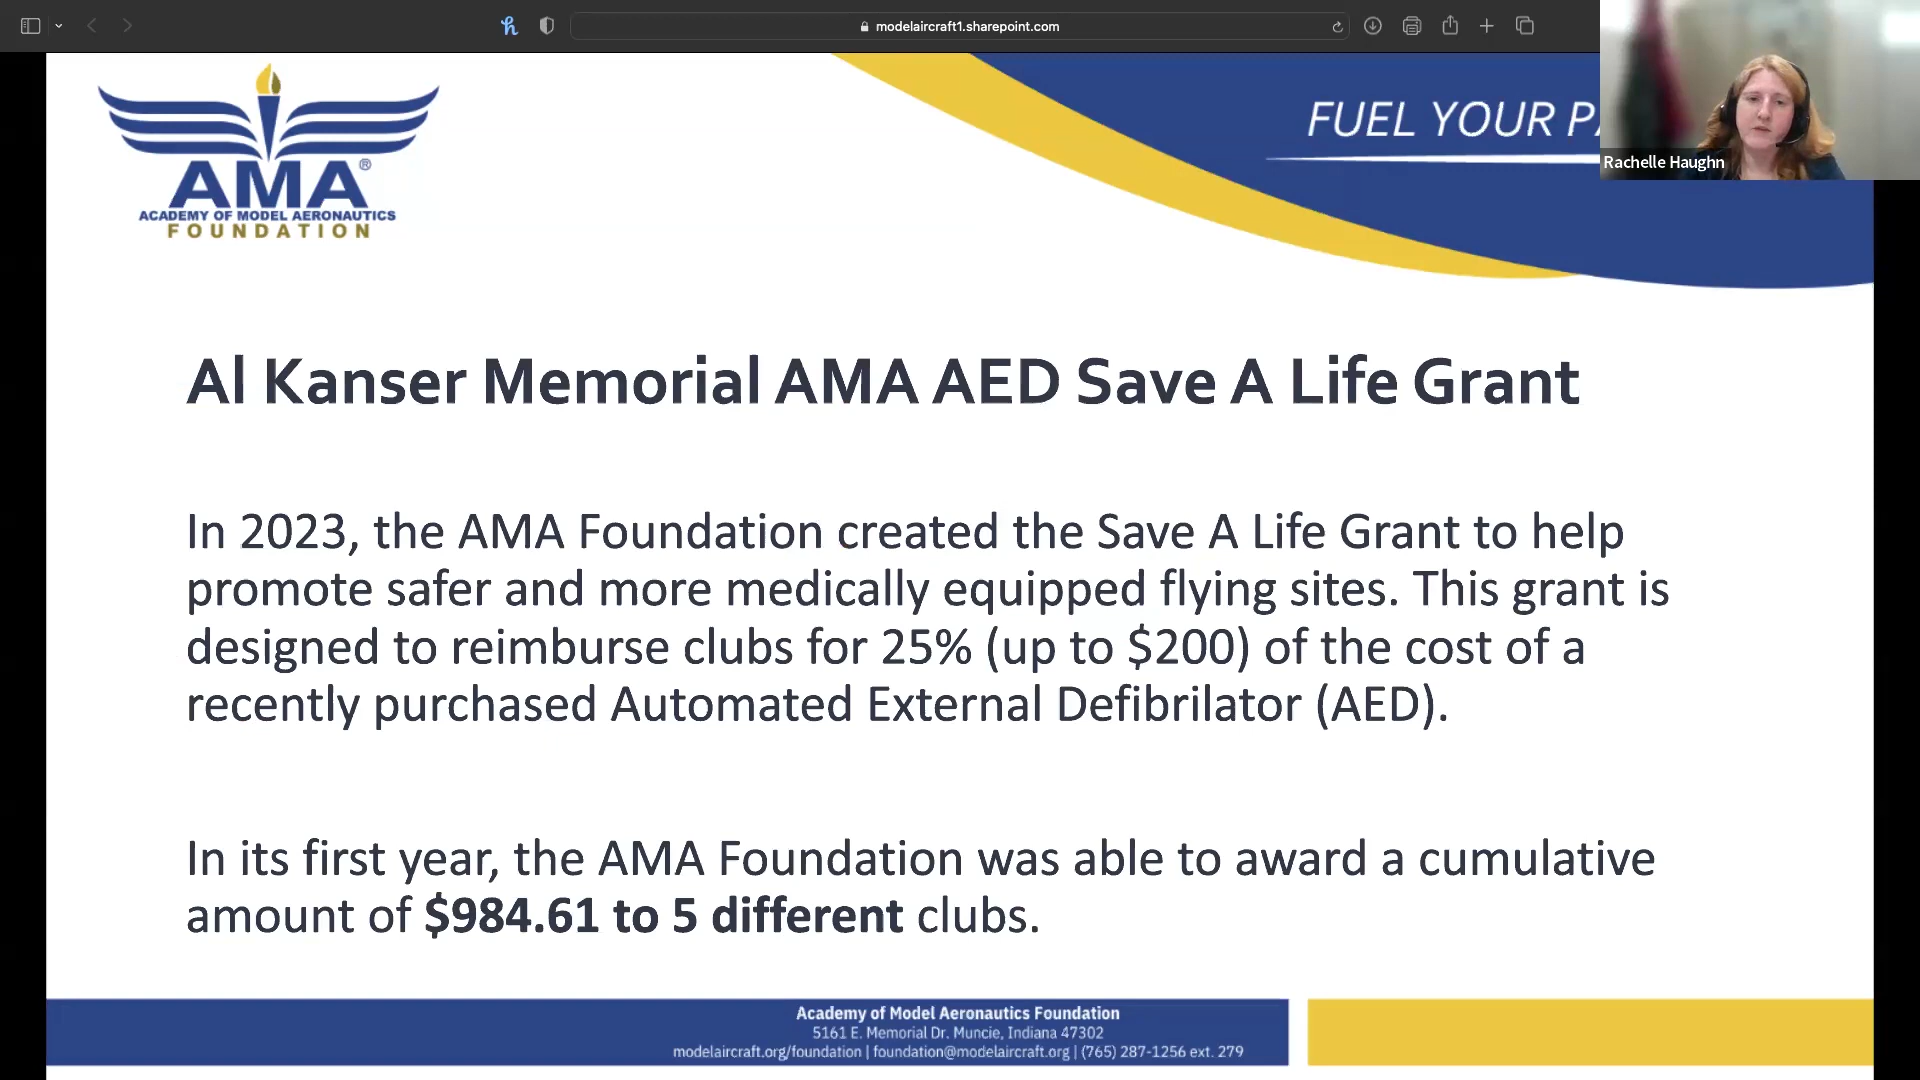 modelaircraft1.sharepoint.com
FUEL YOUR
Rachelle Haughn
AMA®
ACADEMY OF MODEL AERONAUTICS
FOUNDATION
Al Kanser Memorial AMA AED Save A Life Grant
In 2023, the AMA Foundation created the Save A Life Grant to help
promote safer and more medically equipped flying sites. This grant is
designed to reimburse clubs for 25% (up to $200) of the cost of a
recently purchased Automated External Defibrilator (AED).
In its first year, the AMA Foundation was able to award a cumulative
amount of $984.61 to 5 different clubs.
Academy of Model Aeronautics Foundation
5161 E. Memorial Dr. Muncie, Indiana 47302
modelaircraft.org/foundation | foundation@modelaircraft.org | (765) 287-1256 ext. 279